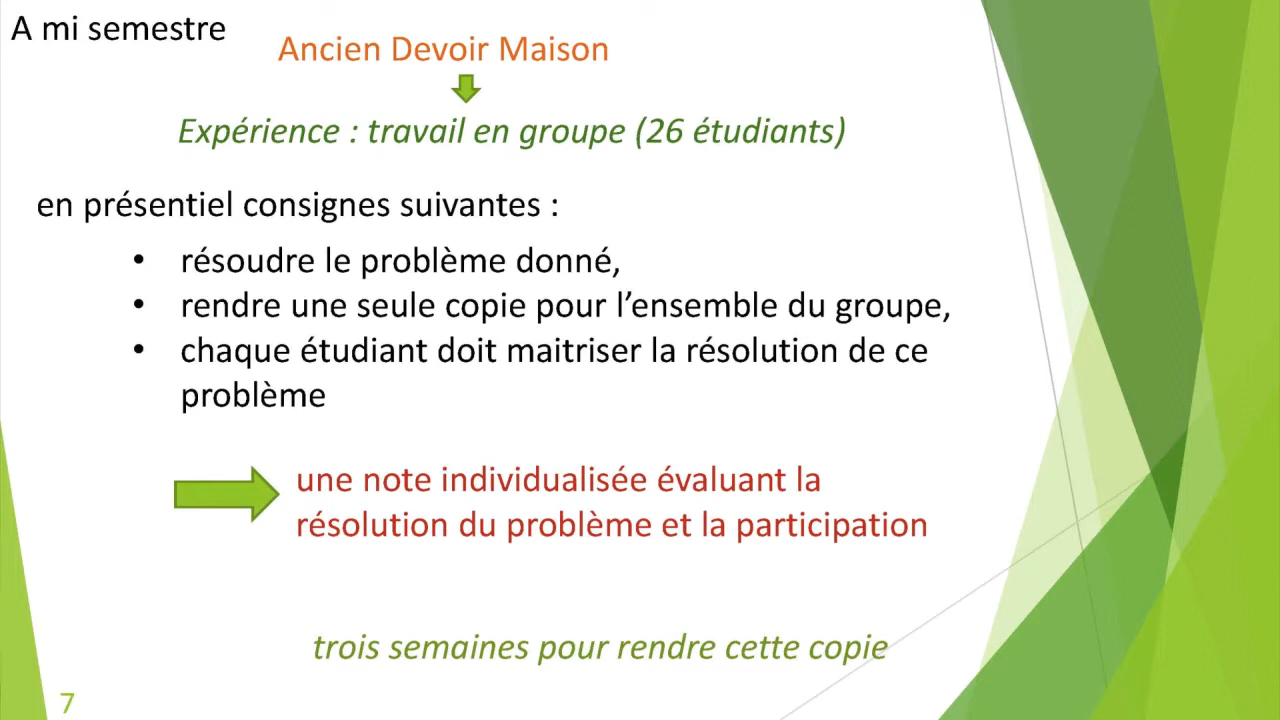 A mi semestre
Ancien Devoir Maison
Expérience : travail en groupe (26 étudiants)
en présentiel consignes suivantes :
• résoudre le problème donné,
• rendre une seule copie pour l’ensemble du groupe,
• chaque étudiant doit maitriser la résolution de ce
problème
une note individualisée évaluant la
résolution du problème et la participation
trois semaines pour rendre cette copie
7